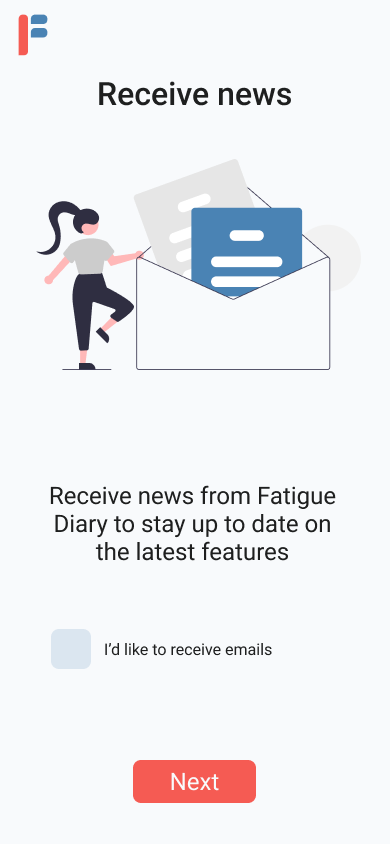 Receive news
Receive news from Fatigue
Diary to stay up to date on
the latest features
I’d like to receive emails
Next